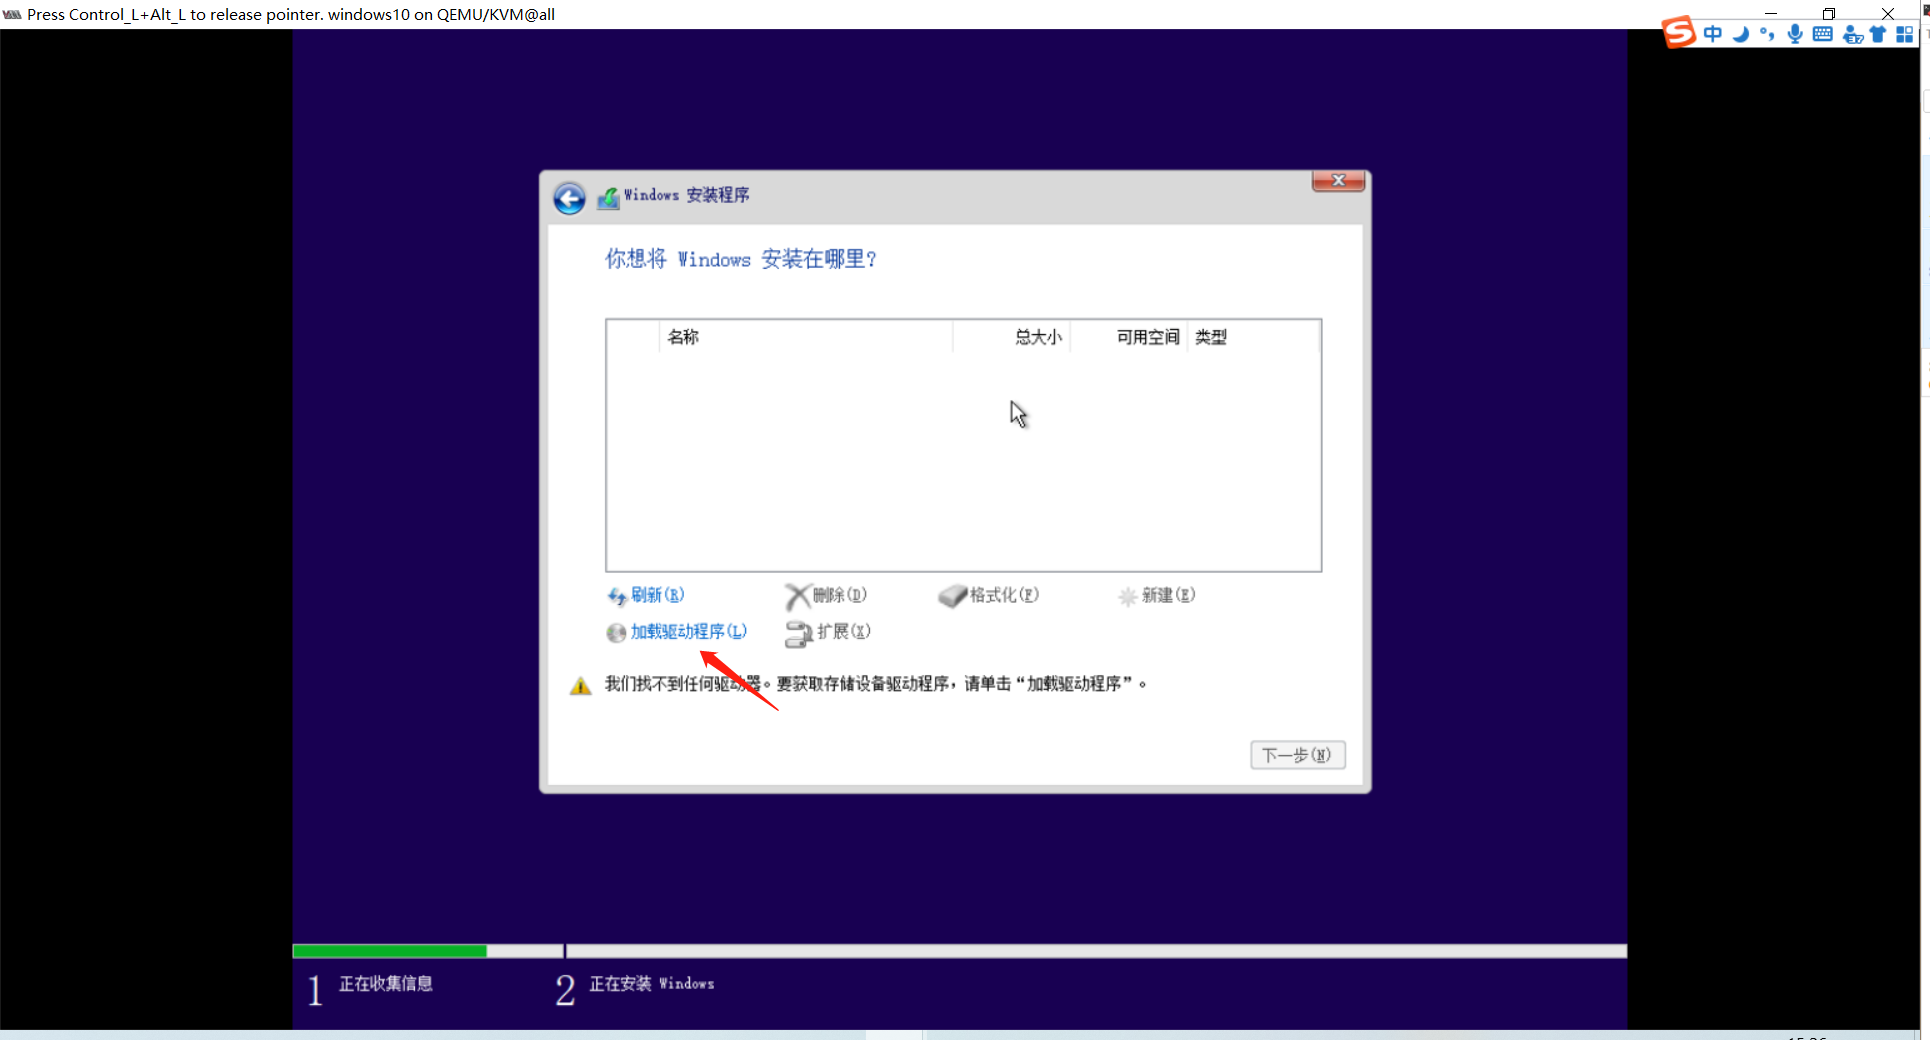 Press Control_L+Alt_L to release pointer. windows10 on QEMU/KVM@all
中
37
Windows 安装程序
你想将 Windows 安装在哪里?
名称 总大小 可用空间 类型
刷新(R) 删除(D) 格式化(F) 新建(E)
加载驱动程序(L) 扩展(X)
我们找不到任何驱动器。要获取存储设备驱动程序，请单击“加载驱动程序”。
下一步(N)
1 正在收集信息 2 正在安装 Windows